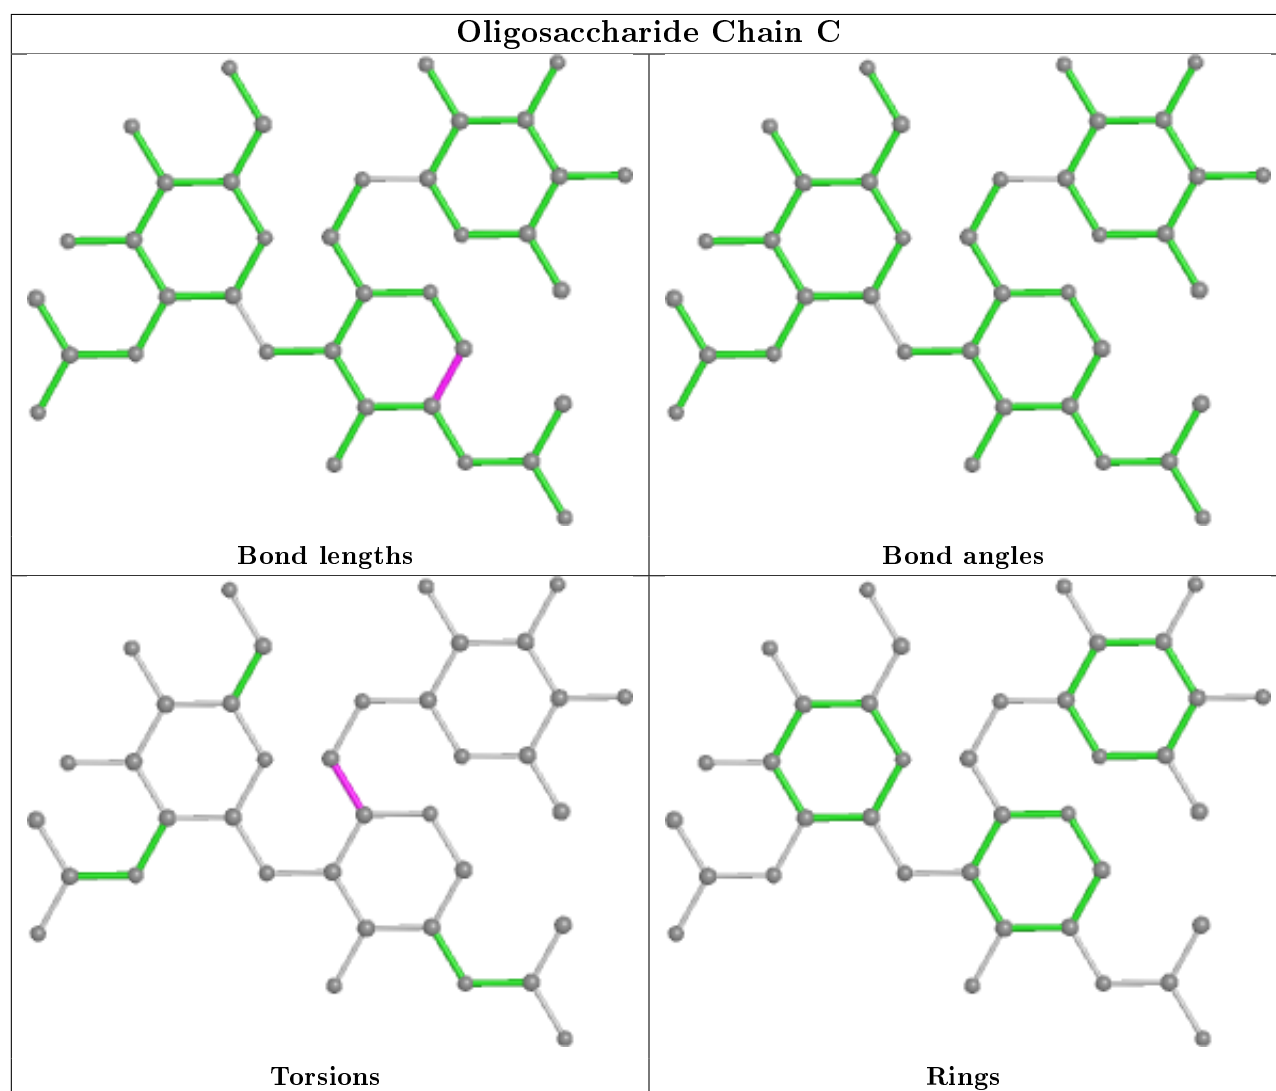 Oligosaccharide Chain C
Bond lengths
Bond angles
Torsions
Rings